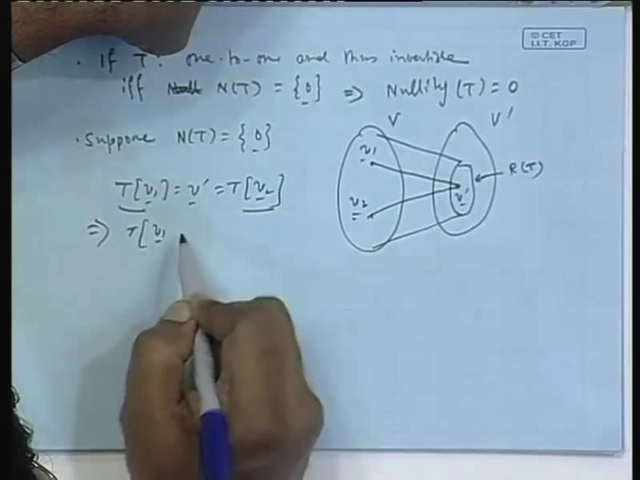 © CET
I.I.T. KGP
· If T: one-to-one and thus invertible
iff N(T) = {0} ⇒ Nullity (T) = 0
· Suppose N(T) = {0}
V
V'
v1
v2
v'
R(T)
T[v1] = v' = T[v2]
⇒ T[v1